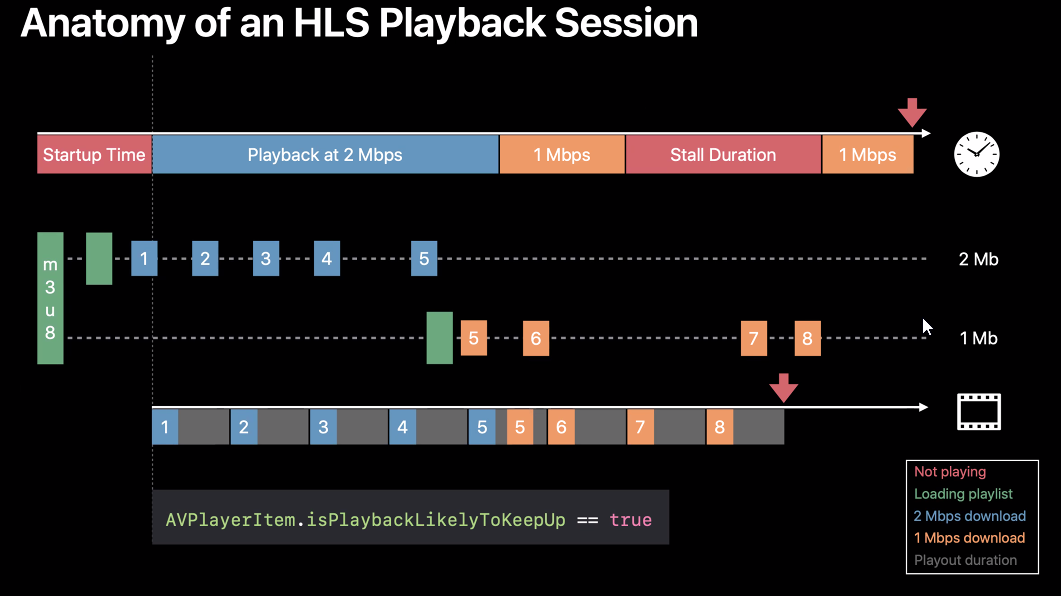 Anatomy of an HLS Playback Session
Startup Time
Playback at 2 Mbps
1 Mbps
Stall Duration
1 Mbps
m
3
u
8
1
2
3
4
5
2 Mb
5
6
7
8
1 Mb
1
2
3
4
5
5
6
7
8
AVPlayerItem.isPlaybackLikelyToKeepUp == true
Not playing
Loading playlist
2 Mbps download
1 Mbps download
Playout duration